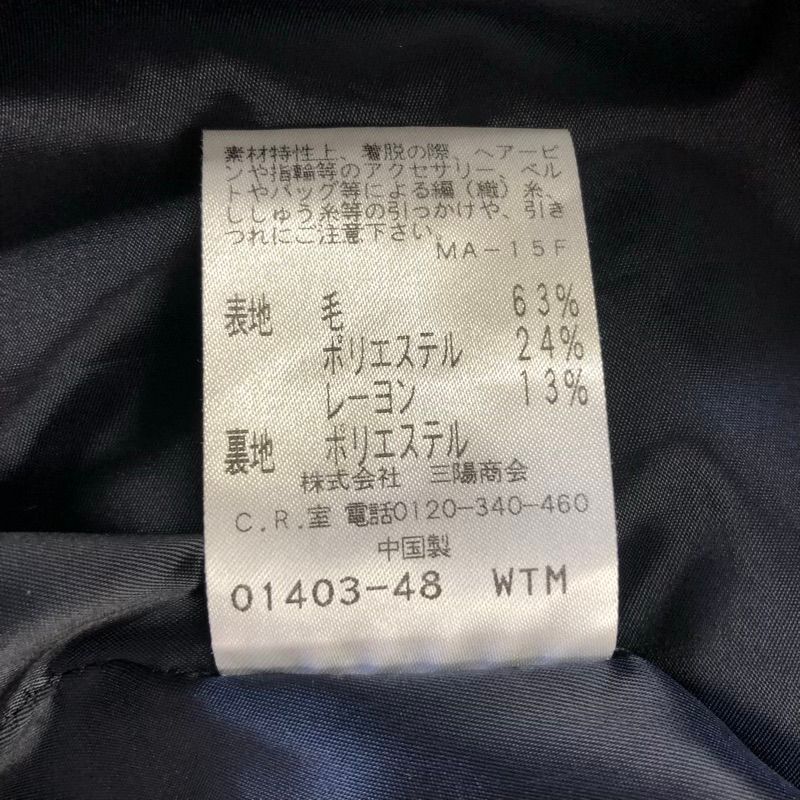 素材特性上、着脱の際、ヘアーピ
ンや指輪等のアクセサリー、ベル
トやバッグ等による編（織）糸、
ししゅう糸等の引っかけや、引き
つれにご注意下さい。
MA-15F
表地 毛 63%
ポリエステル 24%
レーヨン 13%
裏地 ポリエステル
株式会社 三陽商会
C.R.室 電話0120-340-460
中国製
01403-48 WTM